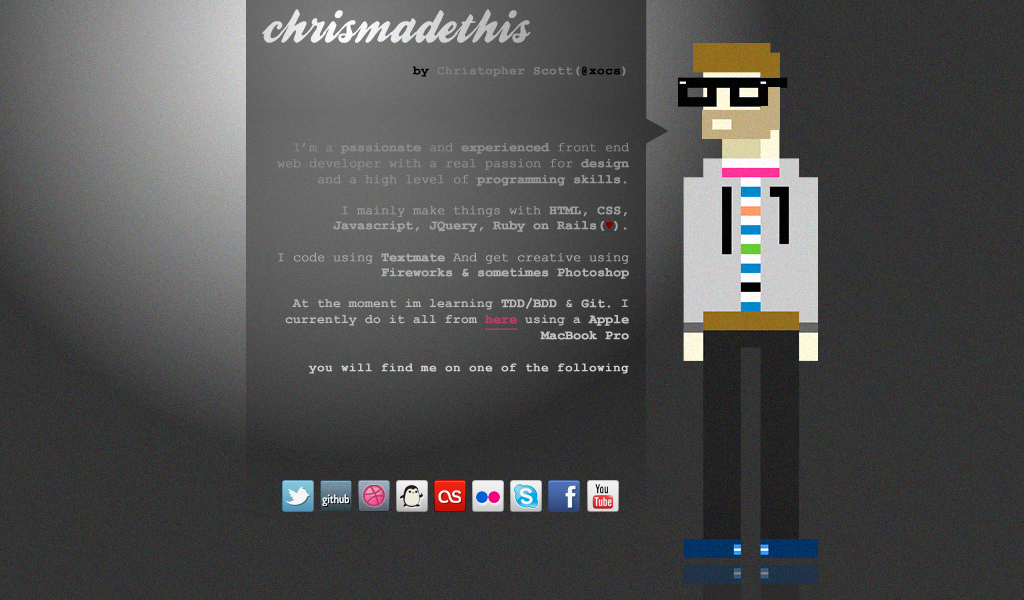 chrismadethis
by Christopher Scott(@xocs)
I'm a passionate and experienced front end
web developer with a real passion for design
and a high level of programming skills.
I mainly make things with HTML, CSS,
Javascript, JQuery, Ruby on Rails(♥).
I code using Textmate And get creative using
Fireworks & sometimes Photoshop
At the moment im learning TDD/BDD & Git. I
currently do it all from here using a Apple
MacBook Pro
you will find me on one of the following
github
as
S
f
You
Tube